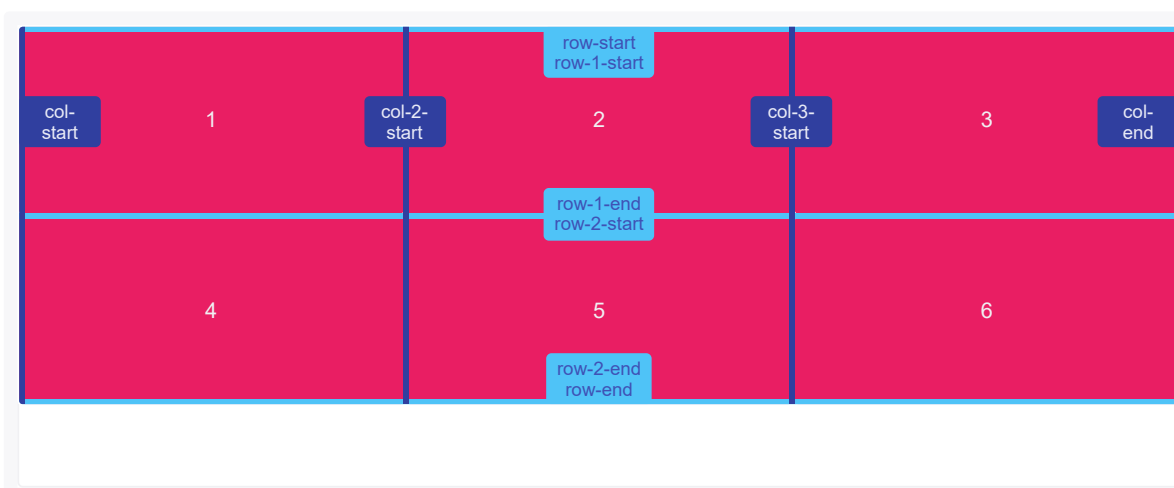 row-start
row-1-start
col-
start
1
col-2-
start
2
col-3-
start
3
col-
end
row-1-end
row-2-start
4
5
6
row-2-end
row-end